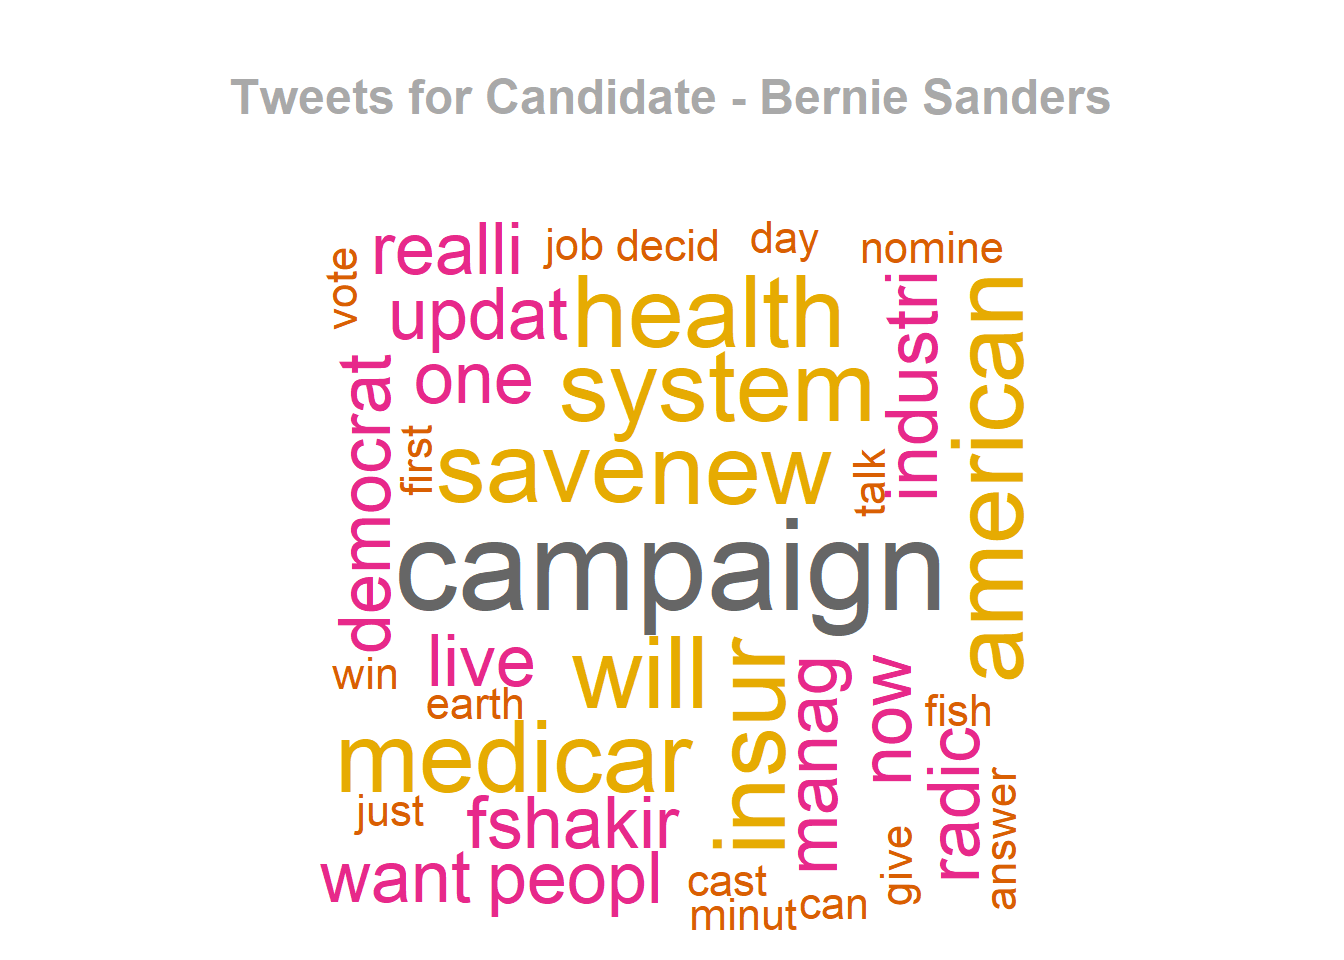 Tweets for Candidate - Bernie Sanders
vote
realli
job
decid
day
nomine
updat
health
industri
american
democrat
one
system
first
save
new
talk
campaign
win
live
will
insur
manag
now
earth
fish
medicar
radic
just
fshakir
answer
want
peopl
cast
give
minut
can